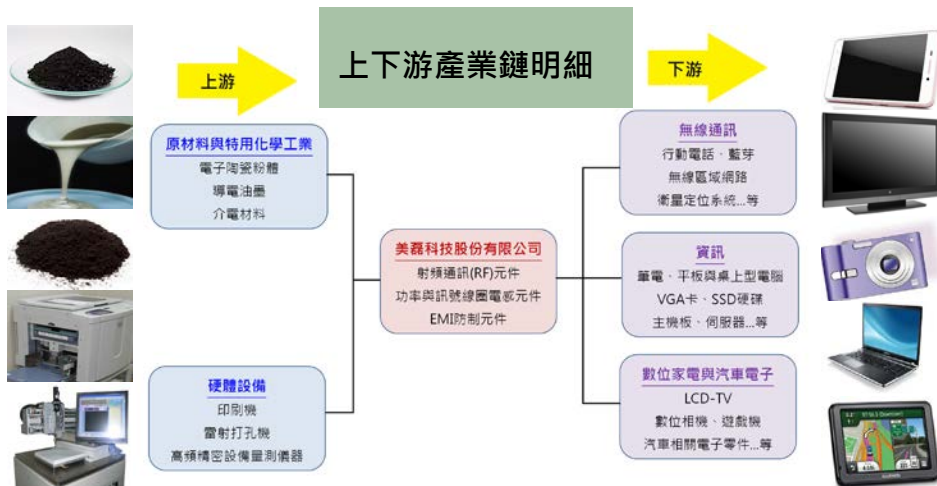 上下游產業鏈明細
上游
下游
原材料與特用化學工業
電子陶瓷粉體
導電油墨
介電材料
硬體設備
印刷機
雷射打孔機
高頻精密設備量測儀器
美磊科技股份有限公司
射頻通訊(RF)元件
功率與訊號線圈電感元件
EMI防制元件
無線通訊
行動電話、藍芽
無線區域網路
衛星定位系統...等
資訊
筆電、平板與桌上型電腦
VGA卡、SSD硬碟
主機板、伺服器...等
數位家電與汽車電子
LCD-TV
數位相機、遊戲機
汽車相關電子零件...等